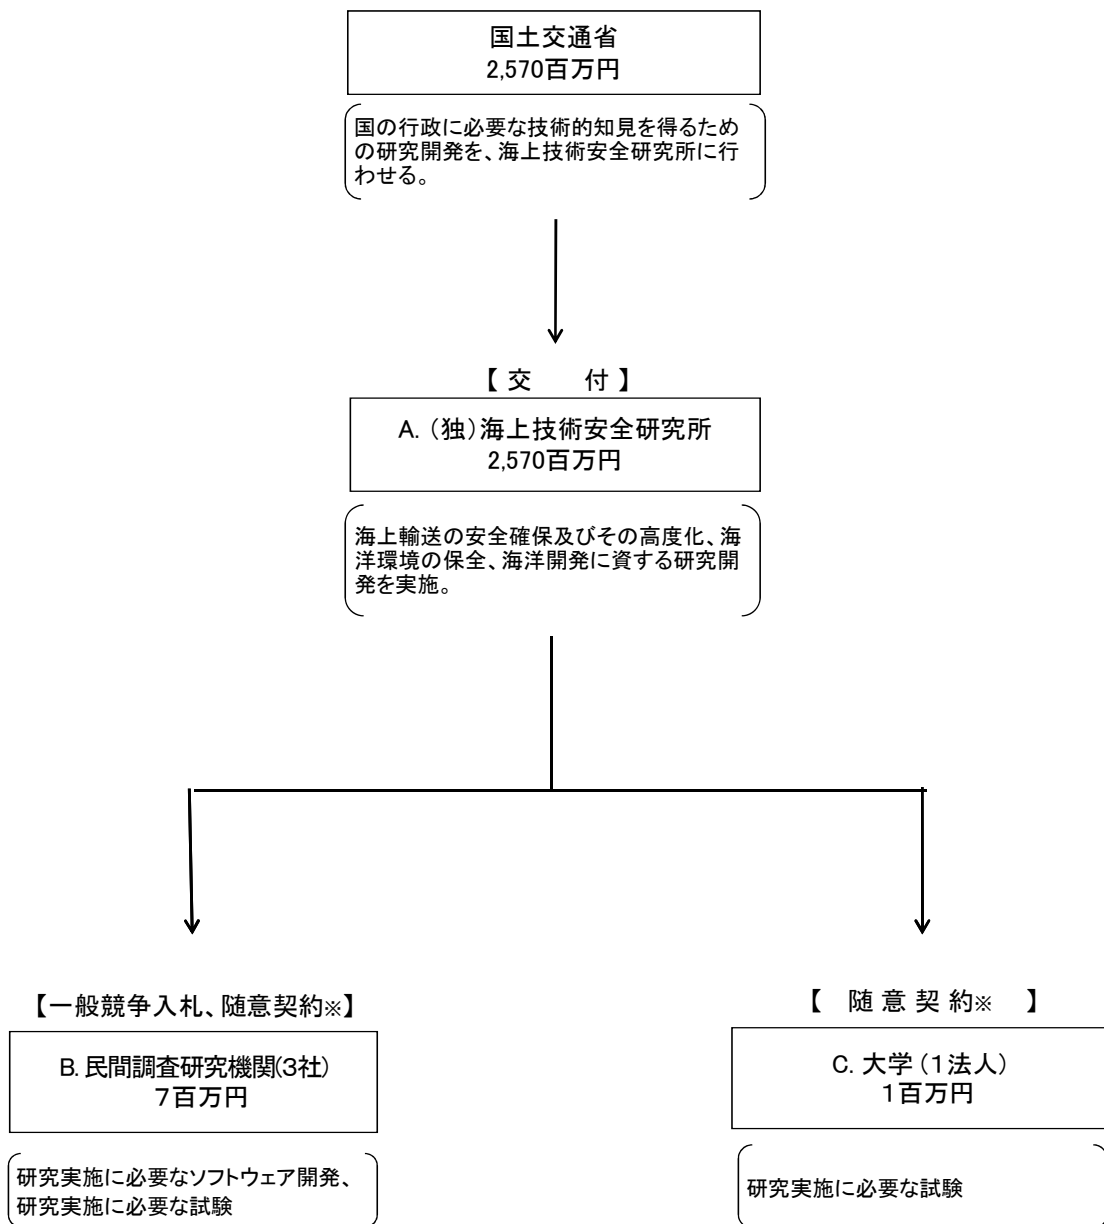 国土交通省
2,570百万円
国の行政に必要な技術的知見を得るため
の研究開発を、海上技術安全研究所に行
わせる。
【 交　　付 】
A. （独）海上技術安全研究所
2,570百万円
海上輸送の安全確保及びその高度化、海
洋環境の保全、海洋開発に資する研究開
発を実施。
【一般競争入札、随意契約※】
B. 民間調査研究機関(３社)
７百万円
研究実施に必要なソフトウェア開発、
研究実施に必要な試験
【　随 意 契 約※　】
C. 大学（１法人）
１百万円
研究実施に必要な試験